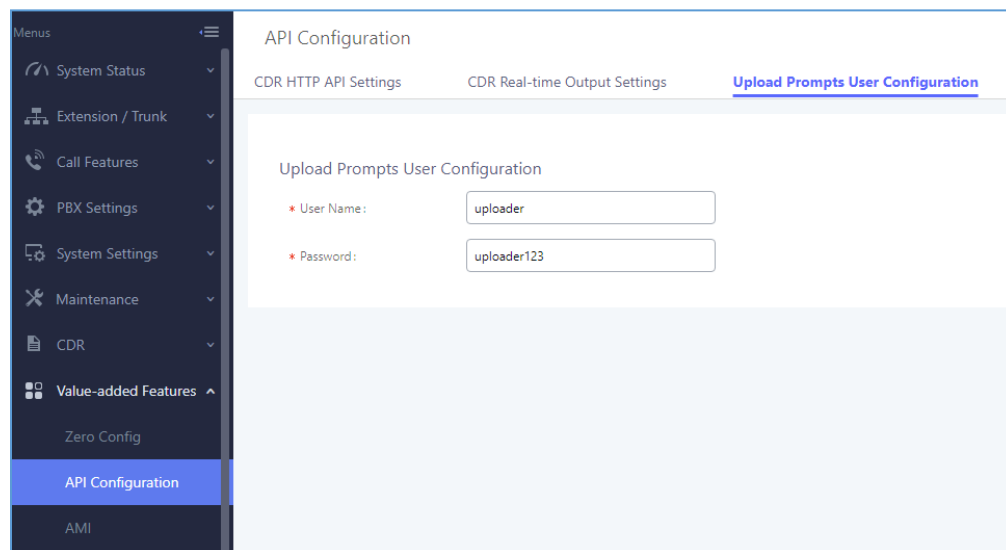 Menus
System Status
Extension / Trunk
Call Features
PBX Settings
System Settings
Maintenance
CDR
Value-added Features
Zero Config
API Configuration
AMI
API Configuration
CDR HTTP API Settings CDR Real-time Output Settings Upload Prompts User Configuration
Upload Prompts User Configuration
* User Name: uploader
* Password: uploader123